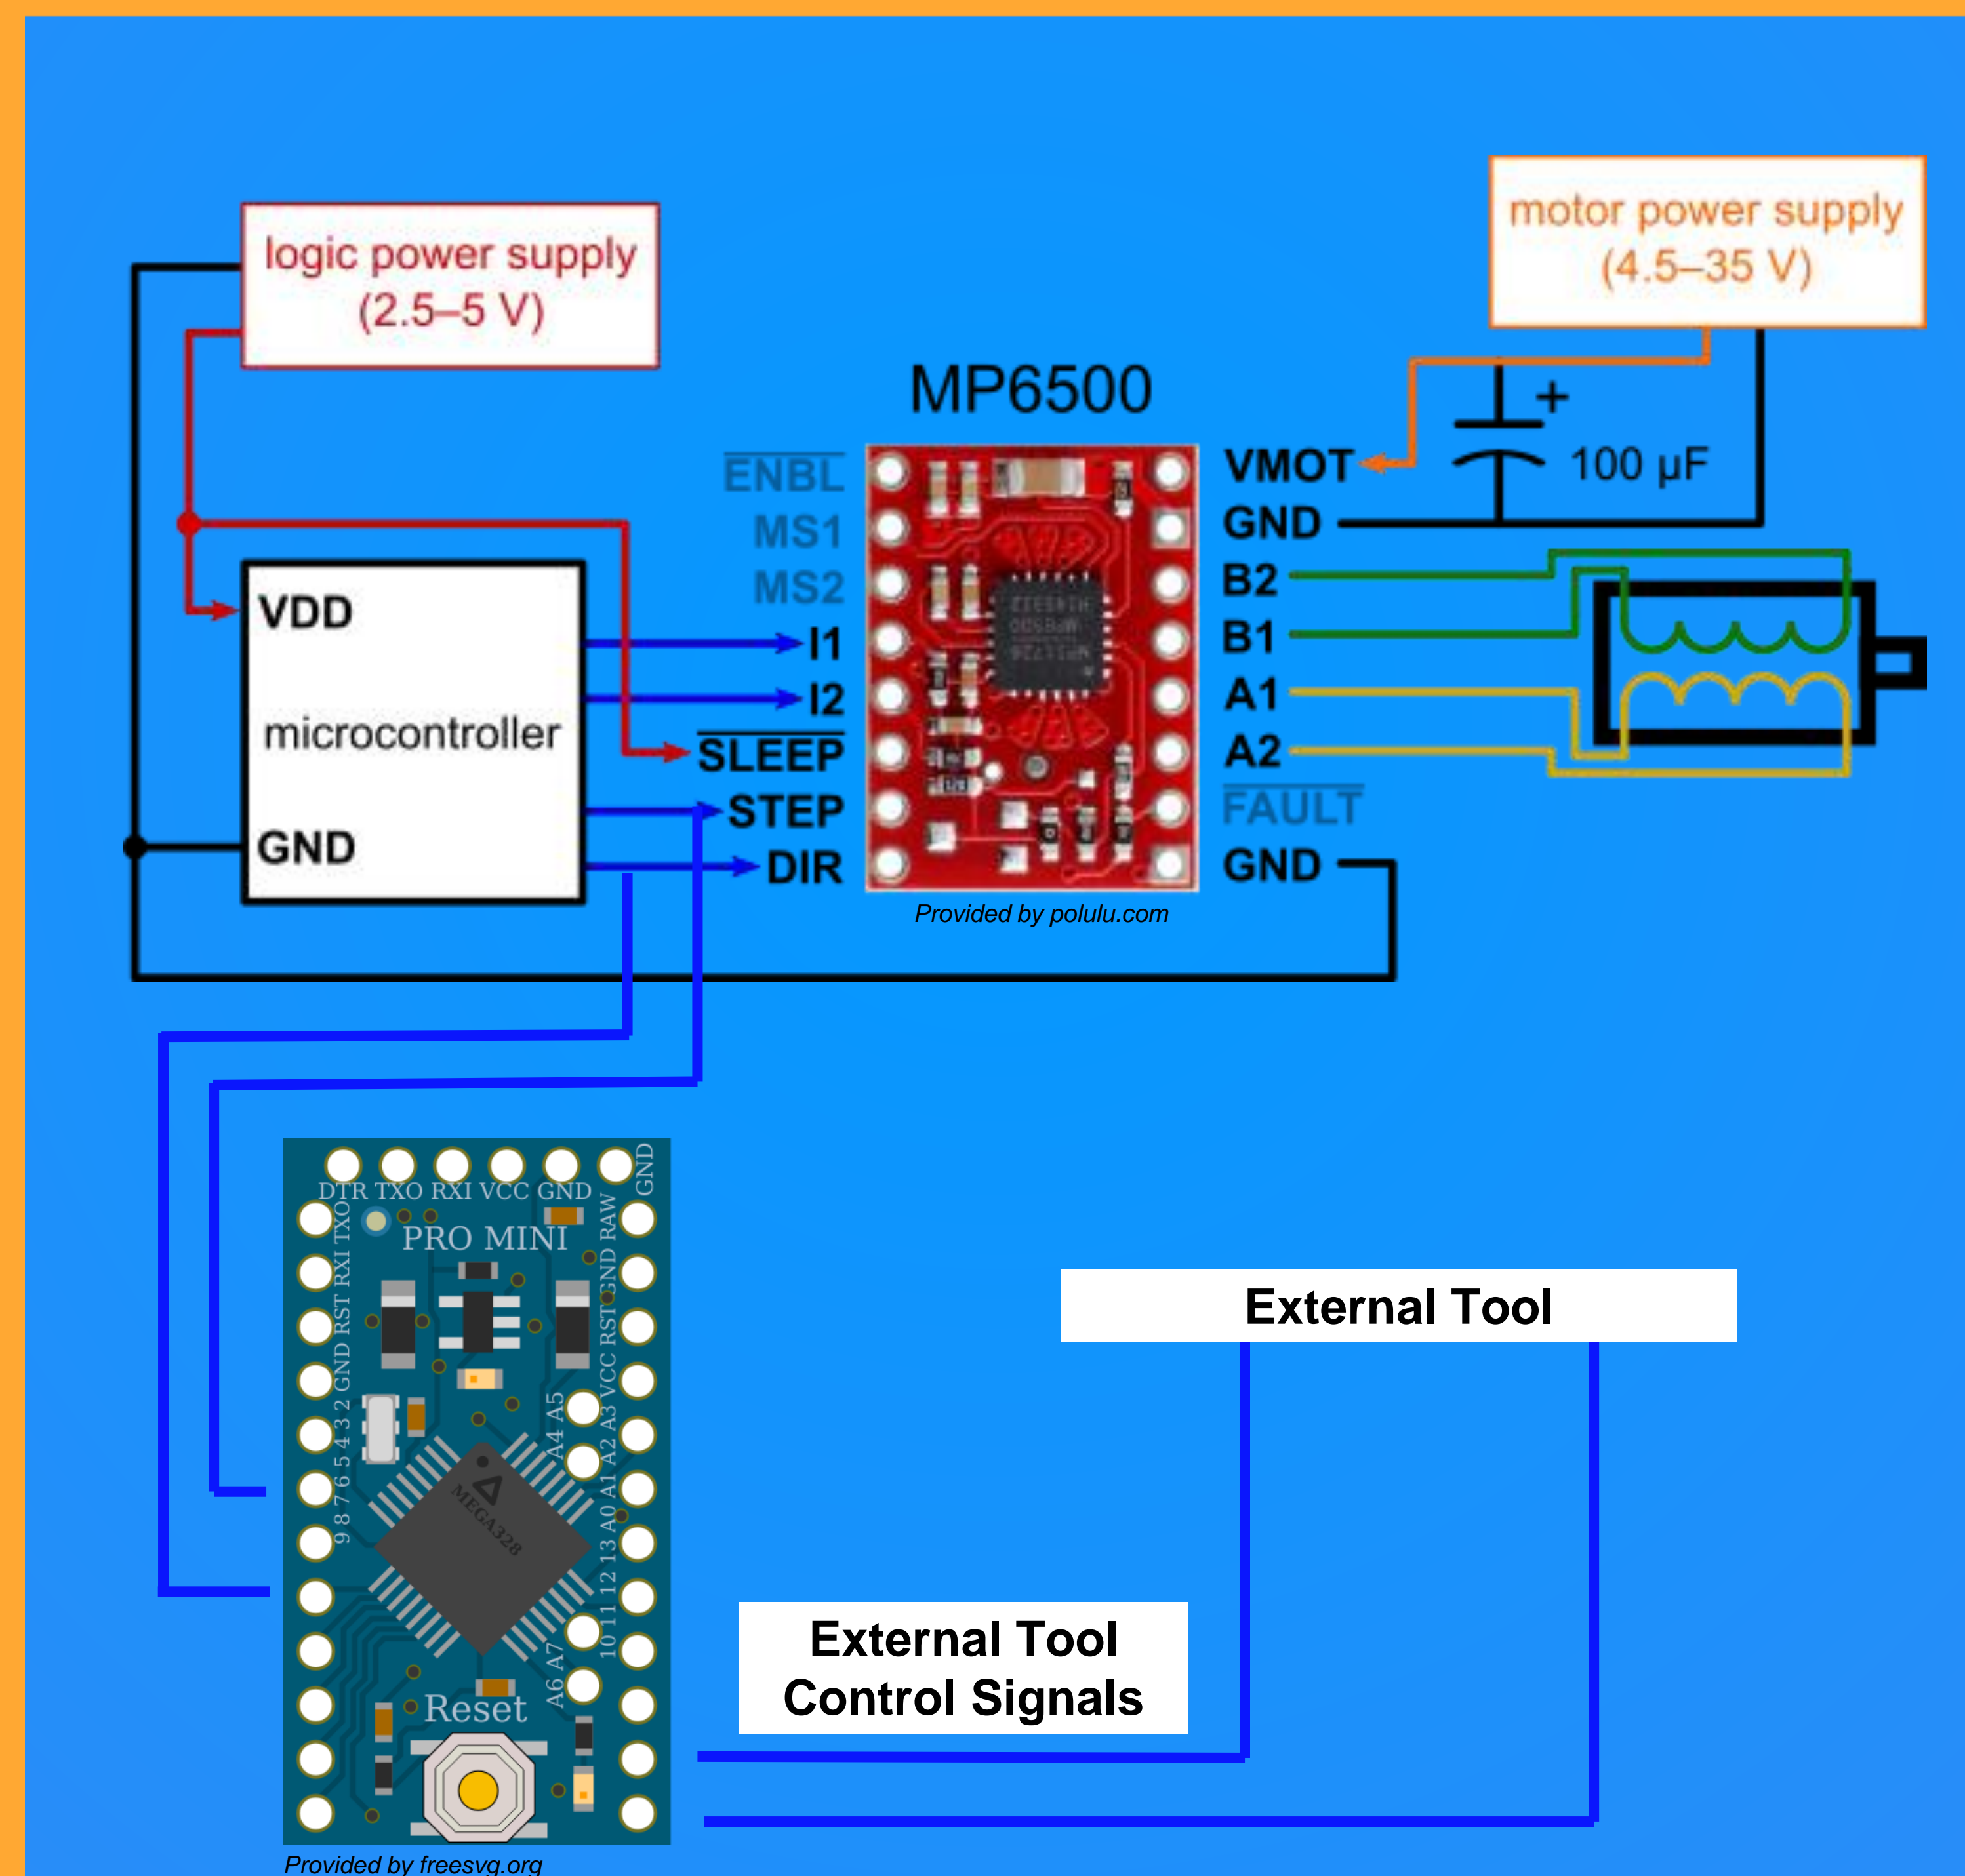 logic power supply
(2.5–5 V)
motor power supply
(4.5–35 V)
MP6500
+
100 µF
ENBL
MS1
MS2
I1
I2
SLEEP
STEP
DIR
VMOT
GND
B2
B1
A1
A2
FAULT
GND
VDD
microcontroller
GND
Provided by polulu.com
DTR TXO RXI VCC GND
GND
PRO MINI
9 8 7 6 5 4 3 2 GND RST RXI TXO
10 11 12 13 A0 A1 A2 A3 VCC RST GND RAW
A4 A5
MEGA328
A6 A7
Reset
External Tool
External Tool
Control Signals
Provided by freesvg.org